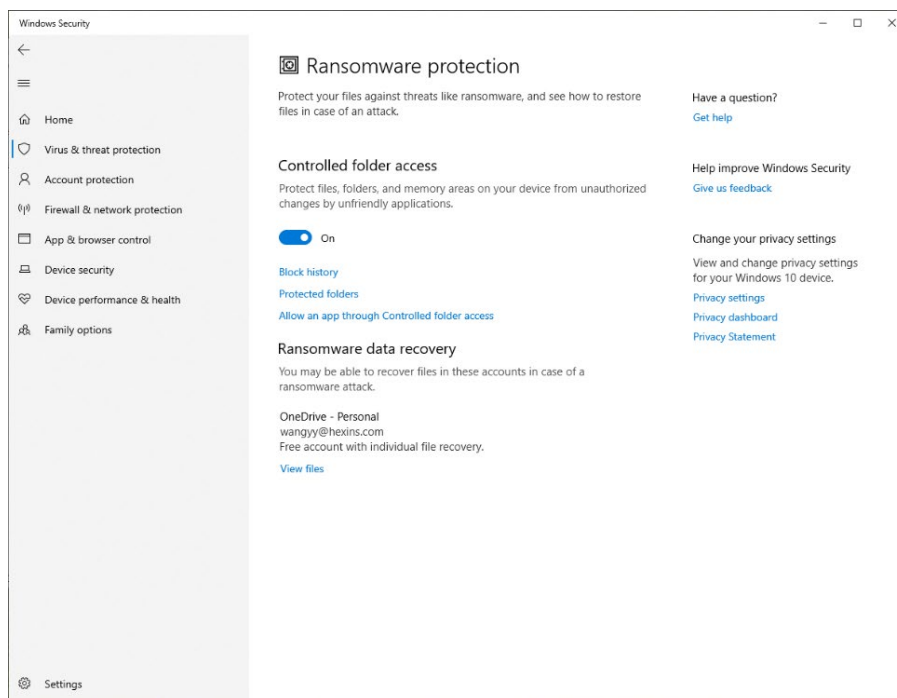 Windows Security
Home
Virus & threat protection
Account protection
Firewall & network protection
App & browser control
Device security
Device performance & health
Family options
Settings
Ransomware protection
Protect your files against threats like ransomware, and see how to restore
files in case of an attack.
Controlled folder access
Protect files, folders, and memory areas on your device from unauthorized
changes by unfriendly applications.
On
Block history
Protected folders
Allow an app through Controlled folder access
Ransomware data recovery
You may be able to recover files in these accounts in case of a
ransomware attack.
OneDrive - Personal
wangyy@hexins.com
Free account with individual file recovery.
View files
Have a question?
Get help
Help improve Windows Security
Give us feedback
Change your privacy settings
View and change privacy settings
for your Windows 10 device.
Privacy settings
Privacy dashboard
Privacy Statement